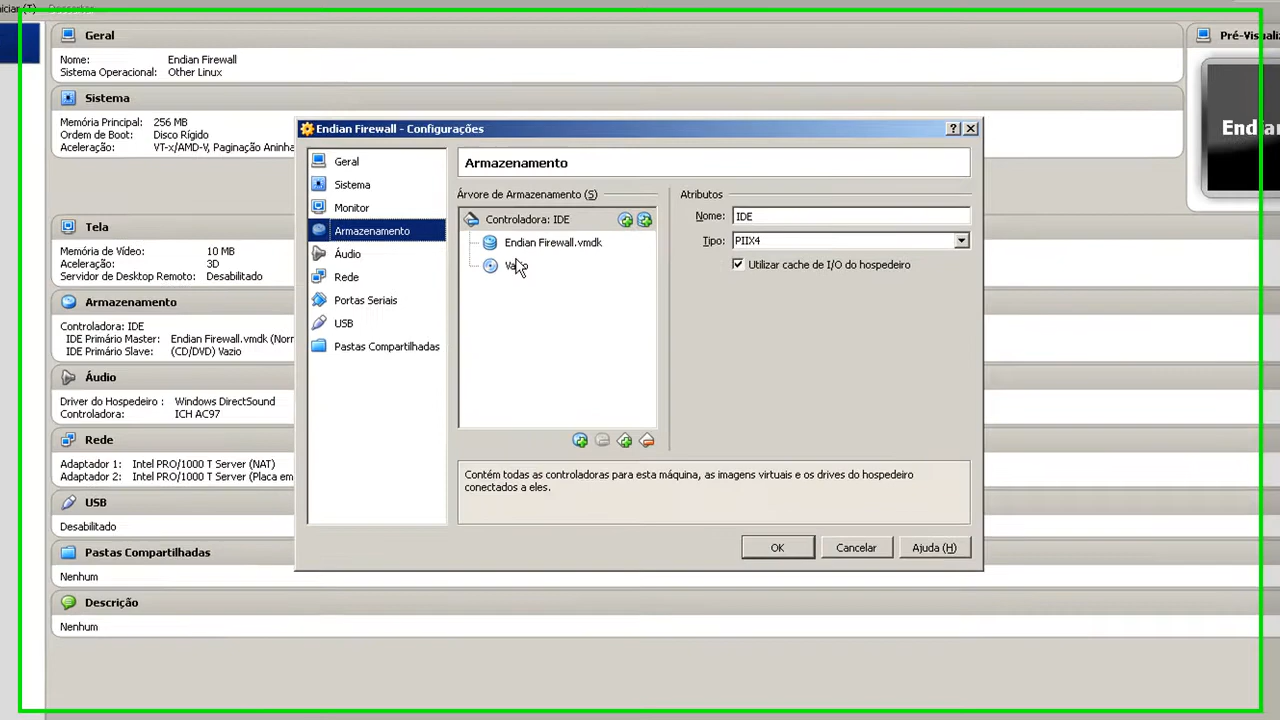 Geral
Pré-Visuali
Nome: Endian Firewall
Sistema Operacional: Other Linux
Sistema
Memória Principal: 256 MB
Ordem de Boot: Disco Rígido
Aceleração: VT-x/AMD-V, Paginação Aninha
Endian
Tela
Memória de Vídeo: 10 MB
Aceleração: 3D
Servidor de Desktop Remoto: Desabilitado
Armazenamento
Controladora: IDE
IDE Primário Master: Endian Firewall.vmdk (Norm
IDE Primário Slave: (CD/DVD) Vazio
Áudio
Driver do Hospedeiro : Windows DirectSound
Controladora: ICH AC97
Rede
Adaptador 1: Intel PRO/1000 T Server (NAT)
Adaptador 2: Intel PRO/1000 T Server (Placa em
USB
Desabilitado
Pastas Compartilhadas
Nenhum
Descrição
Nenhum
Endian Firewall - Configurações
Geral
Sistema
Monitor
Armazenamento
Áudio
Rede
Portas Seriais
USB
Pastas Compartilhadas
Armazenamento
Árvore de Armazenamento (S)
Controladora: IDE
Endian Firewall.vmdk
Atributos
Nome: IDE
Tipo: PIIX4
Utilizar cache de I/O do hospedeiro
Contém todas as controladoras para esta máquina, as imagens virtuais e os drives do hospedeiro
conectados a eles.
OK
Cancelar
Ajuda (H)